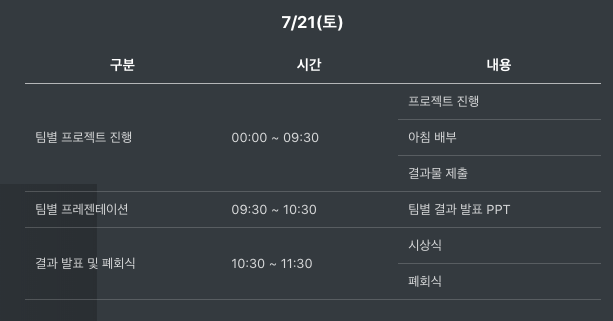 7/21(토)
구분 시간 내용
팀별 프로젝트 진행 00:00 ~ 09:30 프로젝트 진행
아침 배부
결과물 제출
팀별 프레젠테이션 09:30 ~ 10:30 팀별 결과 발표 PPT
결과 발표 및 폐회식 10:30 ~ 11:30 시상식
폐회식